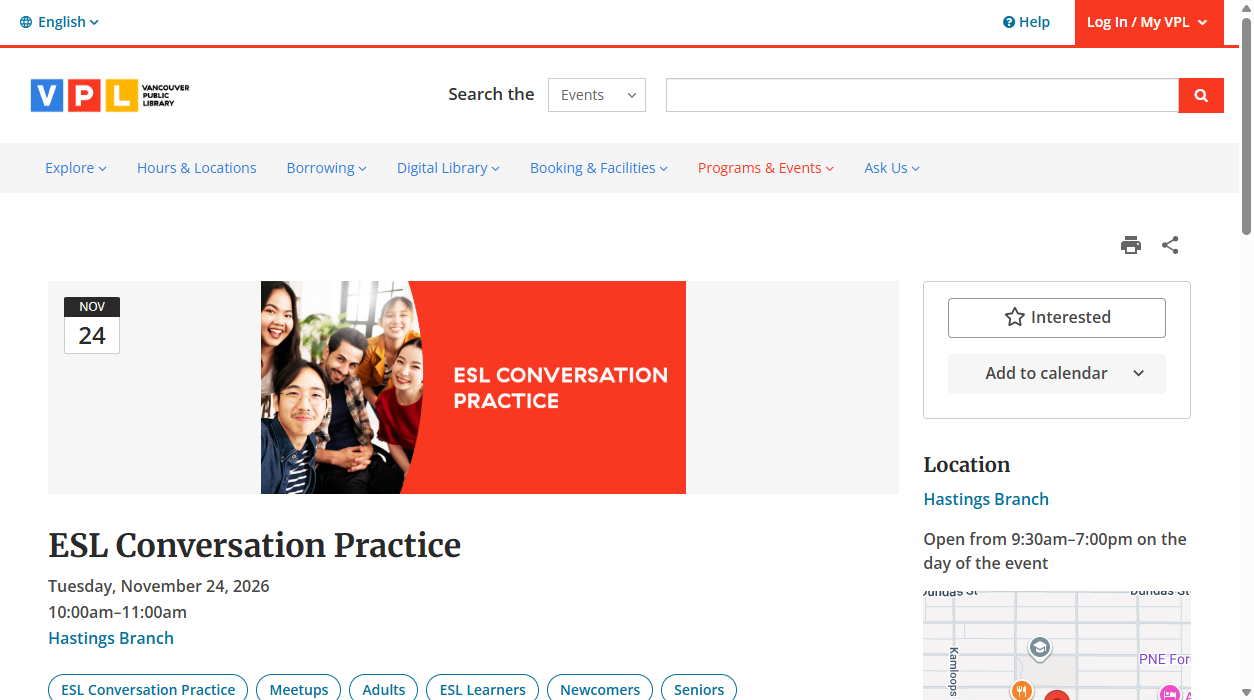 English
Help
Log In / My VPL
V P L VANCOUVER
PUBLIC
LIBRARY
Search the
Events
Explore
Hours & Locations
Borrowing
Digital Library
Booking & Facilities
Programs & Events
Ask Us
NOV
24
ESL CONVERSATION
PRACTICE
Interested
Add to calendar
Location
Hastings Branch
Open from 9:30am–7:00pm on the
day of the event
Dundas St
Dundas St
Kamloops
PNE For
ESL Conversation Practice
Tuesday, November 24, 2026
10:00am–11:00am
Hastings Branch
ESL Conversation Practice
Meetups
Adults
ESL Learners
Newcomers
Seniors